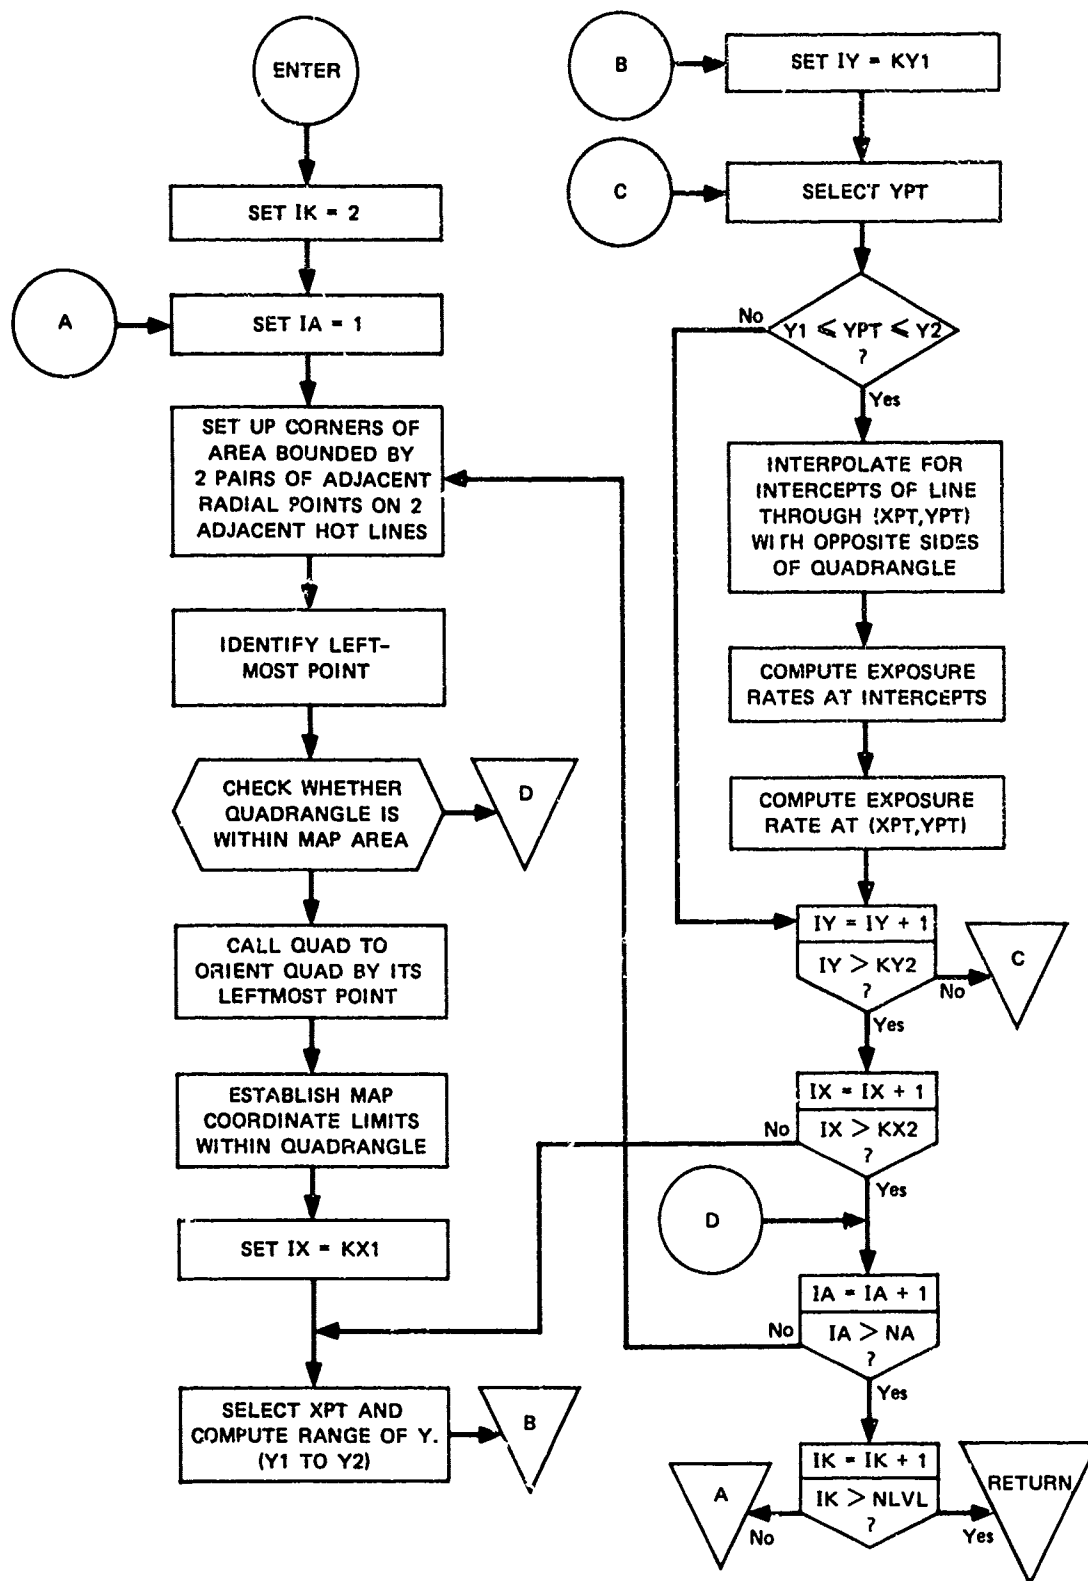 ENTER
SET IK = 2
A
SET IA = 1
SET UP CORNERS OF
AREA BOUNDED BY
2 PAIRS OF ADJACENT
RADIAL POINTS ON 2
ADJACENT HOT LINES
IDENTIFY LEFT-
MOST POINT
CHECK WHETHER
QUADRANGLE IS
WITHIN MAP AREA
D
CALL QUAD TO
ORIENT QUAD BY ITS
LEFTMOST POINT
ESTABLISH MAP
COORDINATE LIMITS
WITHIN QUADRANGLE
SET IX = KX1
SELECT XPT AND
COMPUTE RANGE OF Y.
(Y1 TO Y2)
B
B
SET IY = KY1
C
SELECT YPT
No
Y1 ⩽ YPT ⩽ Y2
?
Yes
INTERPOLATE FOR
INTERCEPTS OF LINE
THROUGH (XPT,YPT)
WITH OPPOSITE SIDES
OF QUADRANGLE
COMPUTE EXPOSURE
RATES AT INTERCEPTS
COMPUTE EXPOSURE
RATE AT (XPT,YPT)
IY = IY + 1
IY > KY2
?
No
C
Yes
IX = IX + 1
No
IX > KX2
?
Yes
D
IA = IA + 1
No
IA > NA
?
Yes
IK = IK + 1
IK > NLVL
?
A
No
Yes
RETURN